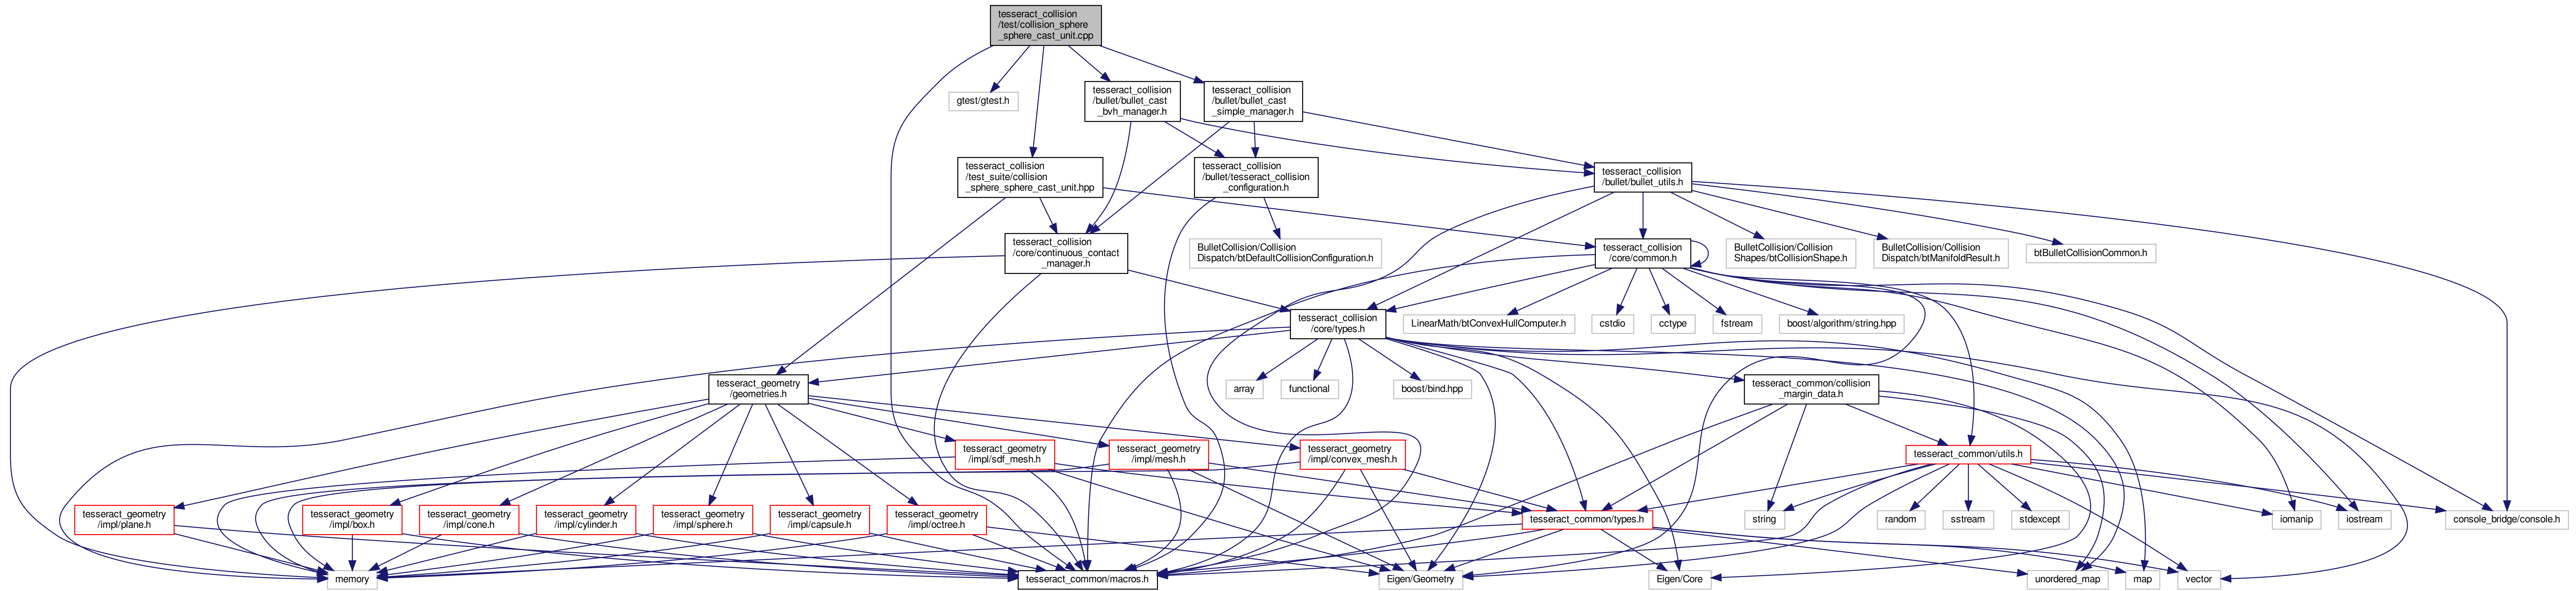 tesseract_collision
/test/collision_sphere
_sphere_cast_unit.cpp
gtest/gtest.h
tesseract_collision
/bullet/bullet_cast
_bvh_manager.h
tesseract_collision
/bullet/bullet_cast
_simple_manager.h
tesseract_collision
/test_suite/collision
_sphere_sphere_cast_unit.hpp
tesseract_collision
/bullet/tesseract_collision
_configuration.h
tesseract_collision
/bullet/bullet_utils.h
tesseract_collision
/core/continuous_contact
_manager.h
BulletCollision/Collision
Dispatch/btDefaultCollisionConfiguration.h
tesseract_collision
/core/common.h
BulletCollision/Collision
Shapes/btCollisionShape.h
BulletCollision/Collision
Dispatch/btManifoldResult.h
btBulletCollisionCommon.h
tesseract_collision
/core/types.h
LinearMath/btConvexHullComputer.h
cstdio
cctype
fstream
boost/algorithm/string.hpp
tesseract_geometry
/geometries.h
array
functional
boost/bind.hpp
tesseract_common/collision
_margin_data.h
tesseract_geometry
/impl/sdf_mesh.h
tesseract_geometry
/impl/mesh.h
tesseract_geometry
/impl/convex_mesh.h
tesseract_common/utils.h
tesseract_geometry
/impl/plane.h
tesseract_geometry
/impl/box.h
tesseract_geometry
/impl/cone.h
tesseract_geometry
/impl/cylinder.h
tesseract_geometry
/impl/sphere.h
tesseract_geometry
/impl/capsule.h
tesseract_geometry
/impl/octree.h
tesseract_common/types.h
string
random
sstream
stdexcept
iomanip
iostream
console_bridge/console.h
memory
tesseract_common/macros.h
Eigen/Geometry
Eigen/Core
unordered_map
map
vector